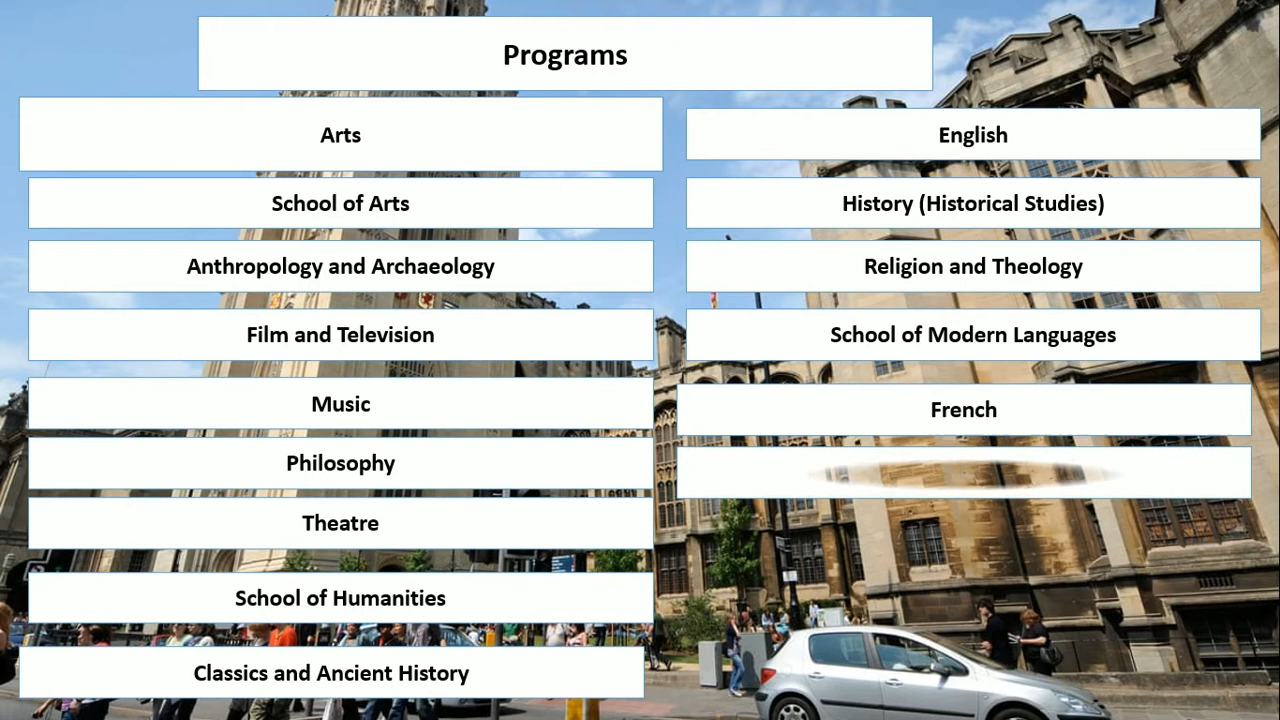 Programs
Arts
School of Arts
Anthropology and Archaeology
Film and Television
Music
Philosophy
Theatre
School of Humanities
Classics and Ancient History
English
History (Historical Studies)
Religion and Theology
School of Modern Languages
French